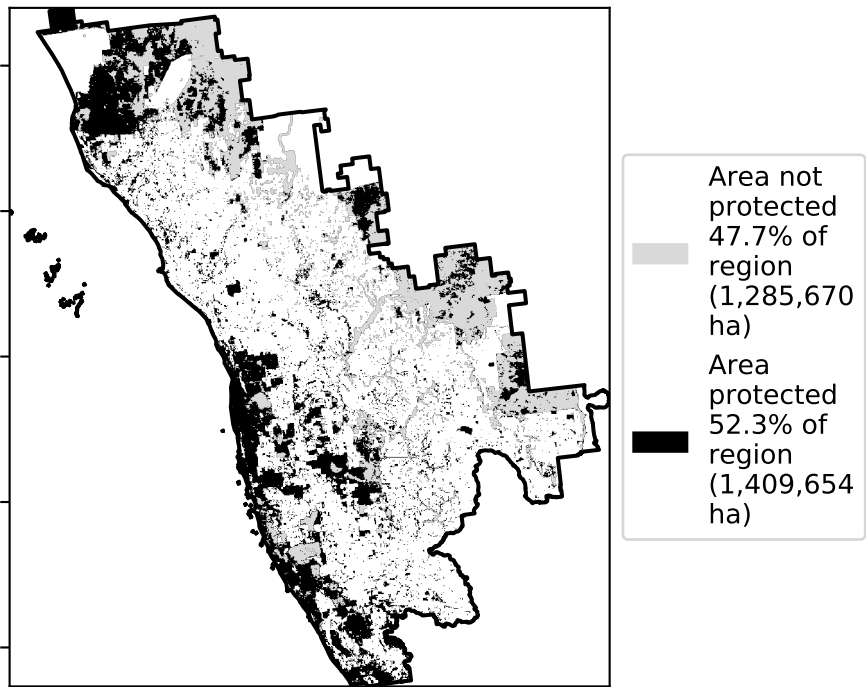 Area not
protected
47.7% of
region
(1,285,670
ha)
Area
protected
52.3% of
region
(1,409,654
ha)